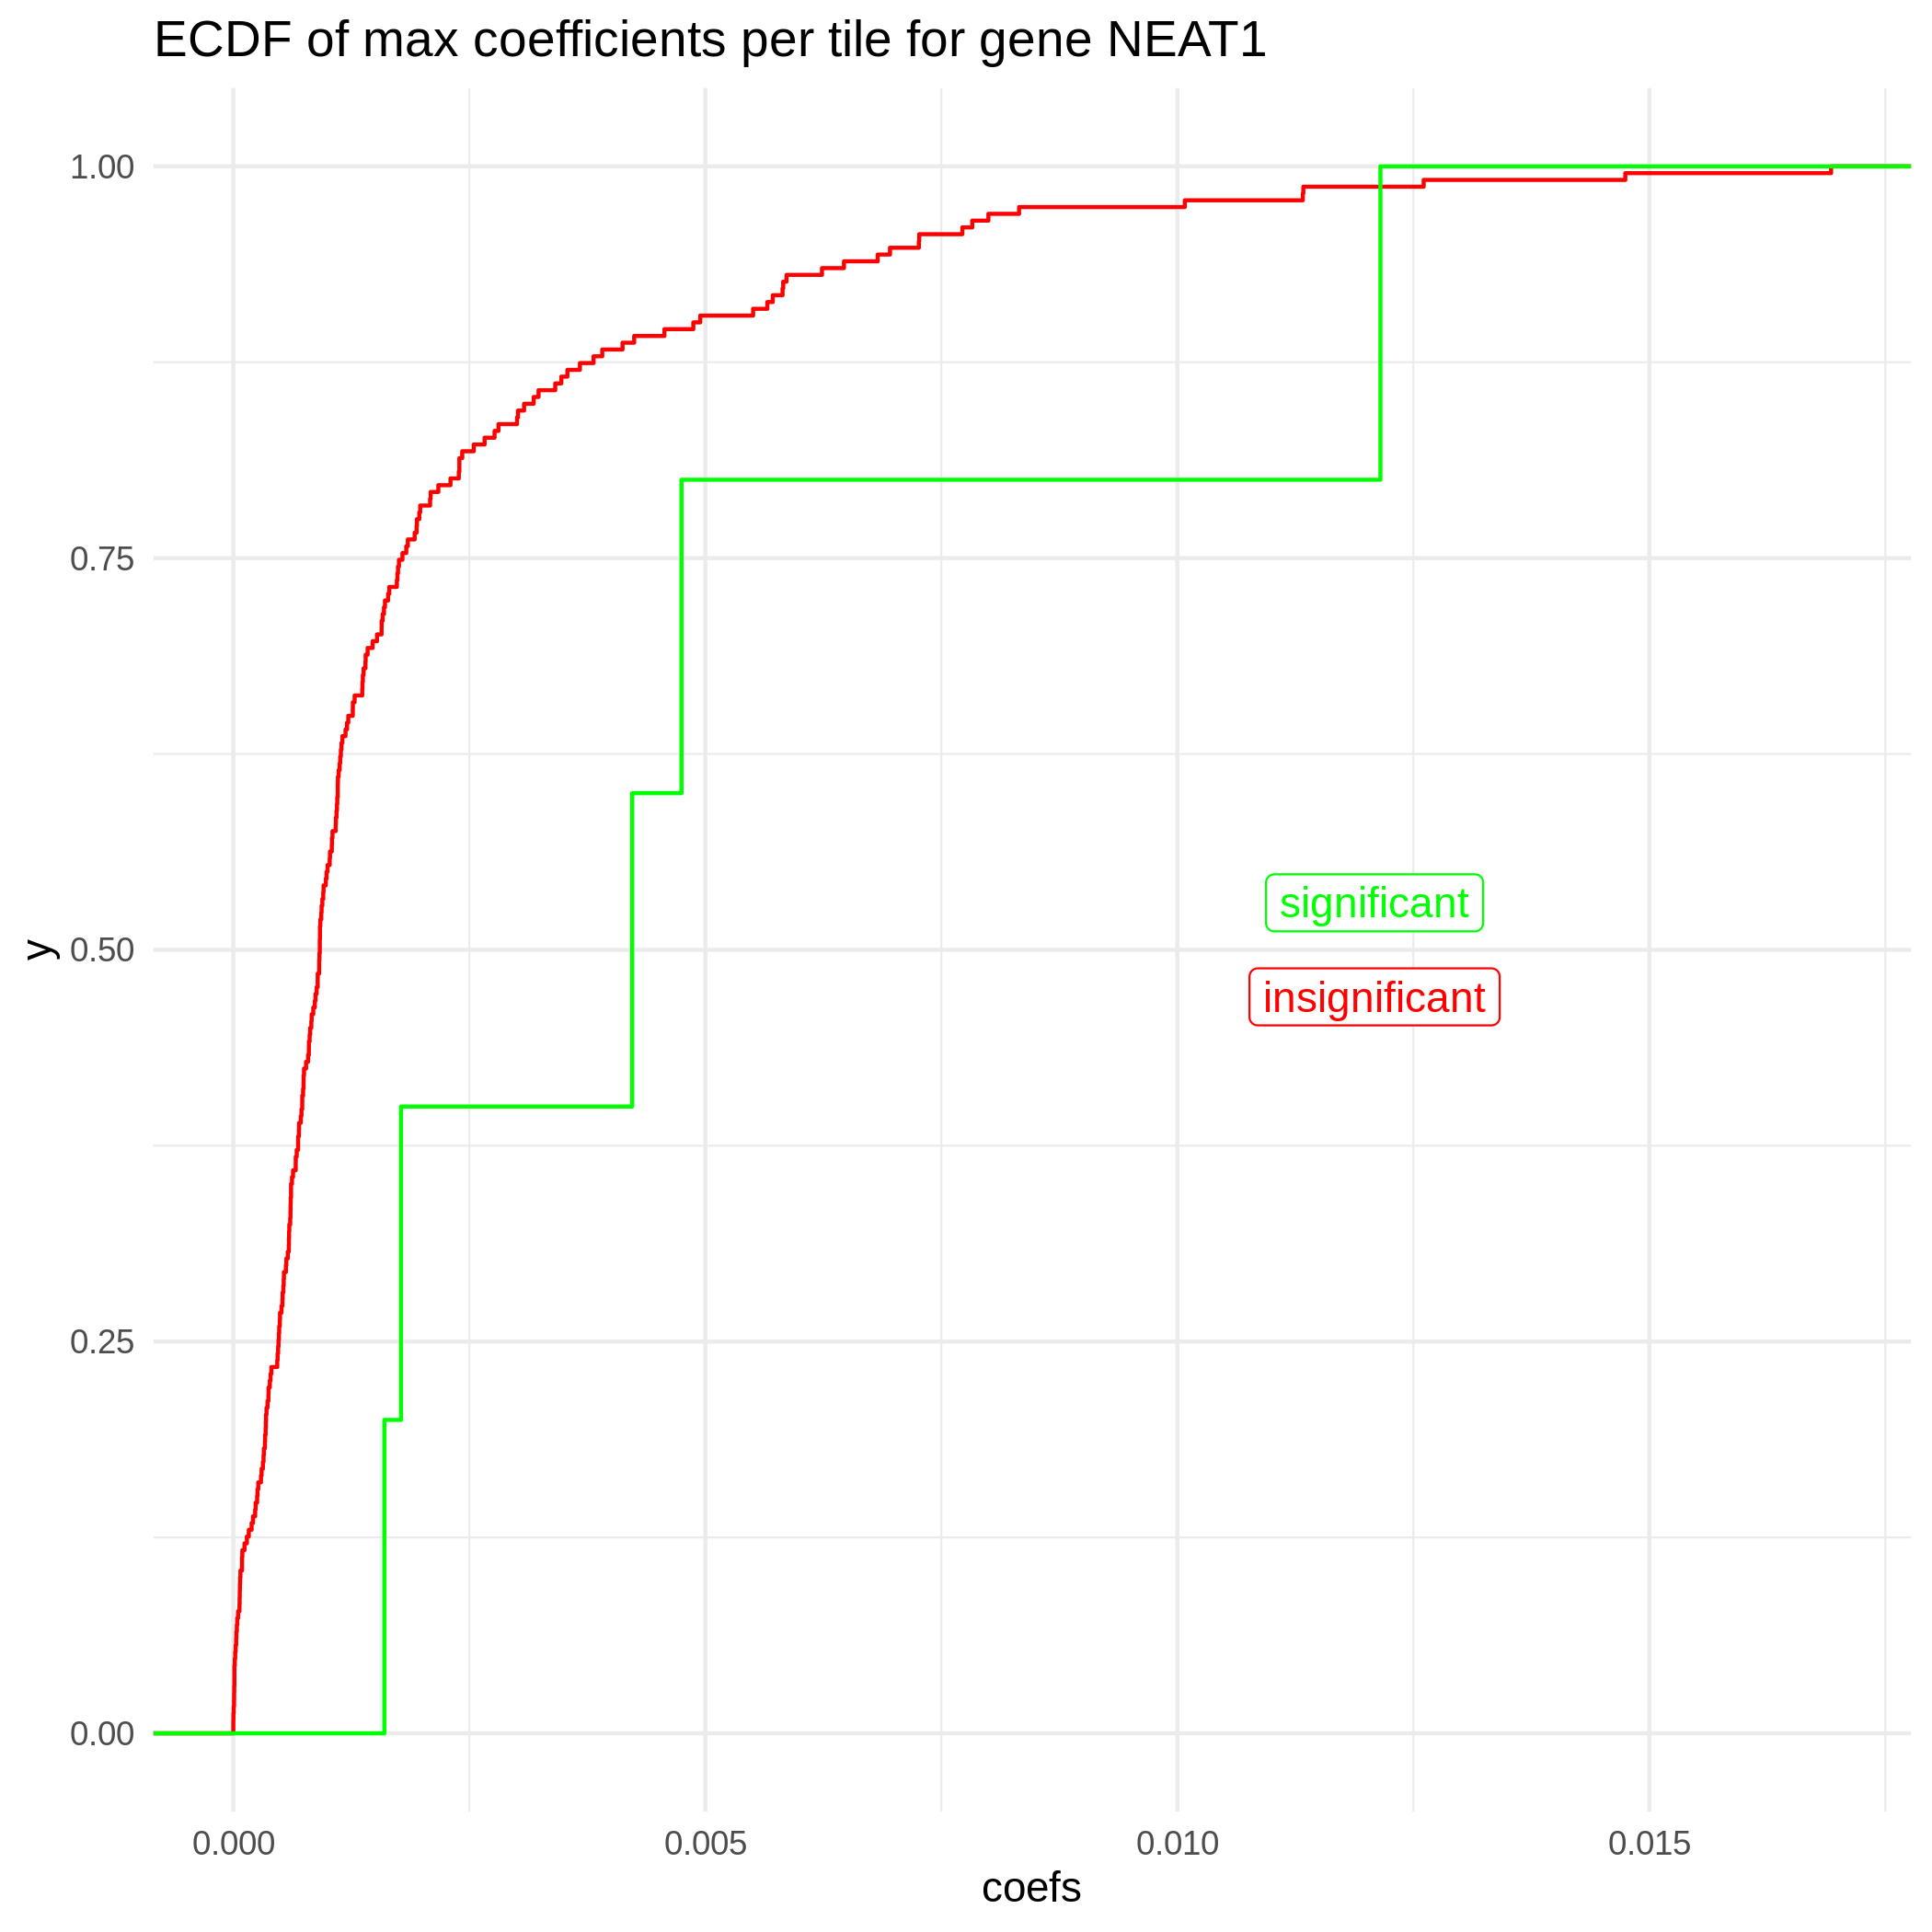 ECDF of max coefficients per tile for gene NEAT1
1.00
0.75
0.50
0.25
0.00
y
significant
insignificant
0.000 0.005 0.010 0.015
coefs